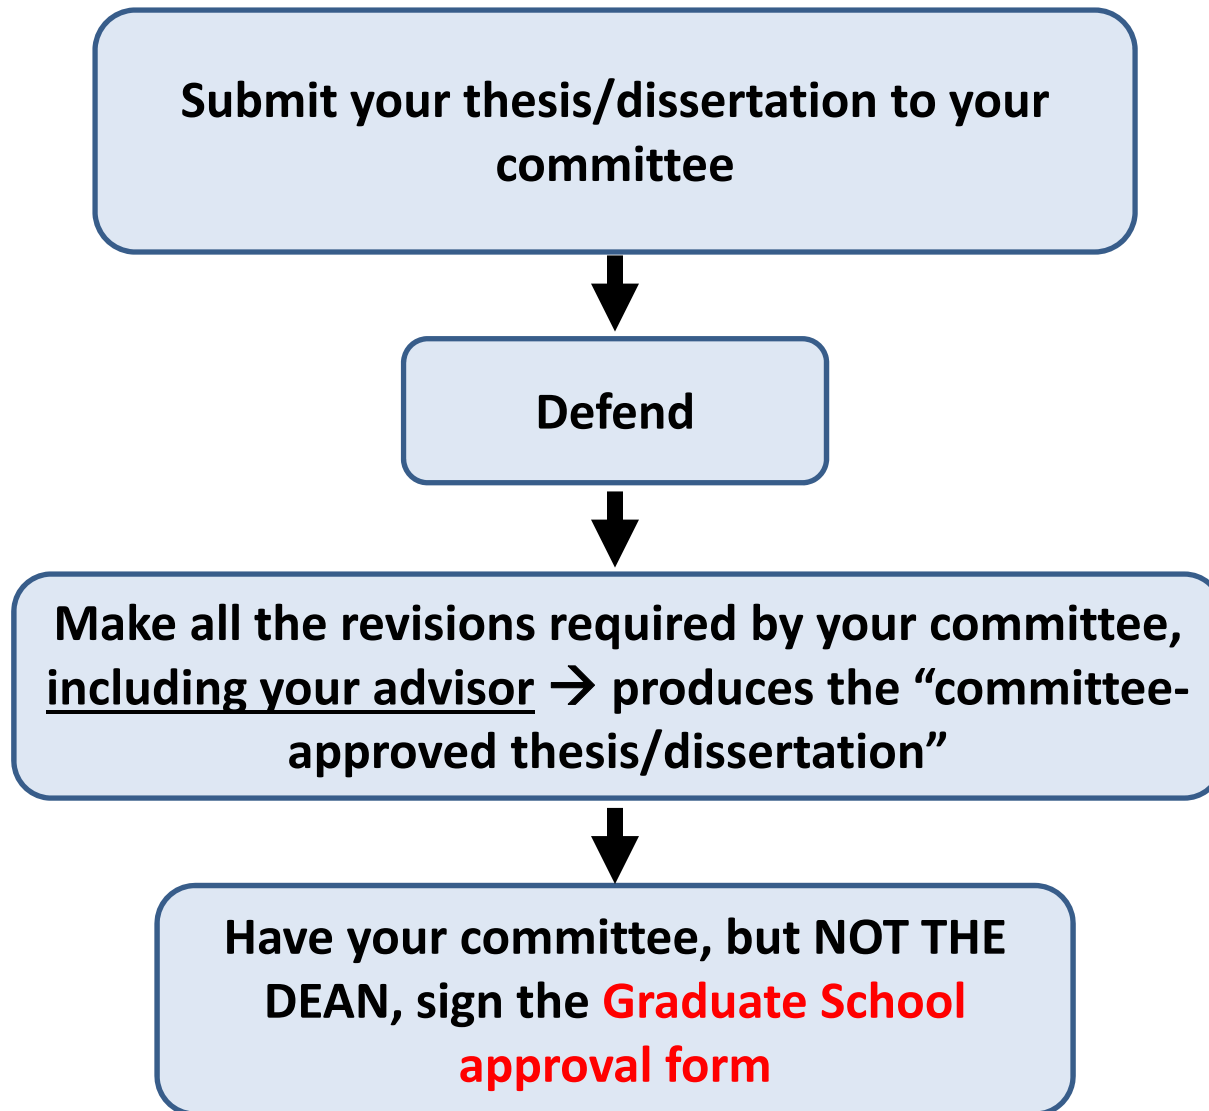 Submit your thesis/dissertation to your
committee
Defend
Make all the revisions required by your committee,
including your advisor → produces the “committee-
approved thesis/dissertation”
Have your committee, but NOT THE
DEAN, sign the Graduate School
approval form